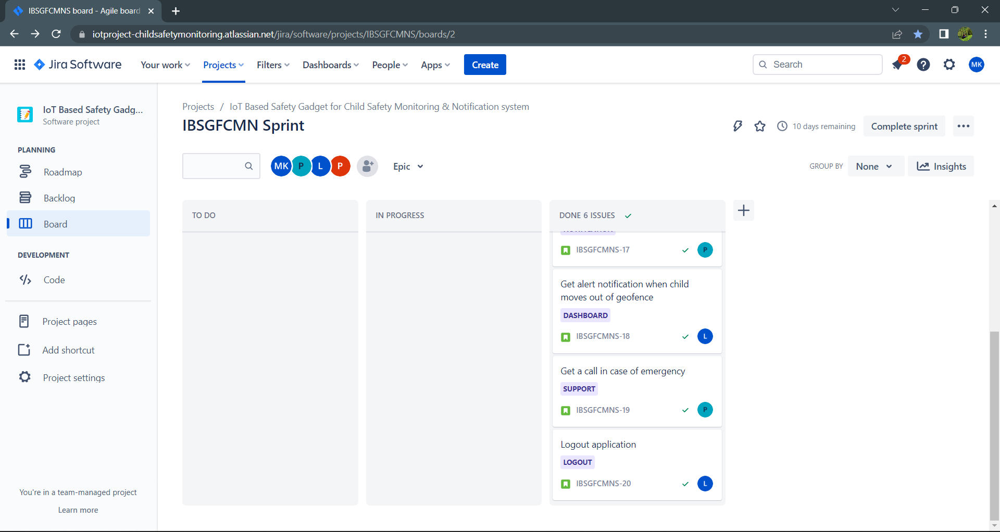 IBSGFCMNS board - Agile board
iotproject-childsafetymonitoring.atlassian.net/jira/software/projects/IBSGFCMNS/boards/2
Jira Software
Your work
Projects
Filters
Dashboards
People
Apps
Create
Search
2
MK
IoT Based Safety Gadg...
Software project
PLANNING
Roadmap
Backlog
Board
DEVELOPMENT
Code
Project pages
Add shortcut
Project settings
You're in a team-managed project
Learn more
Projects / IoT Based Safety Gadget for Child Safety Monitoring & Notification system
IBSGFCMN Sprint
10 days remaining
Complete sprint
MK P L P
Epic
GROUP BY
None
Insights
TO DO
IN PROGRESS
DONE 6 ISSUES
IBSGFCMNS-17
P
Get alert notification when child
moves out of geofence
DASHBOARD
IBSGFCMNS-18
L
Get a call in case of emergency
SUPPORT
IBSGFCMNS-19
P
Logout application
LOGOUT
IBSGFCMNS-20
L